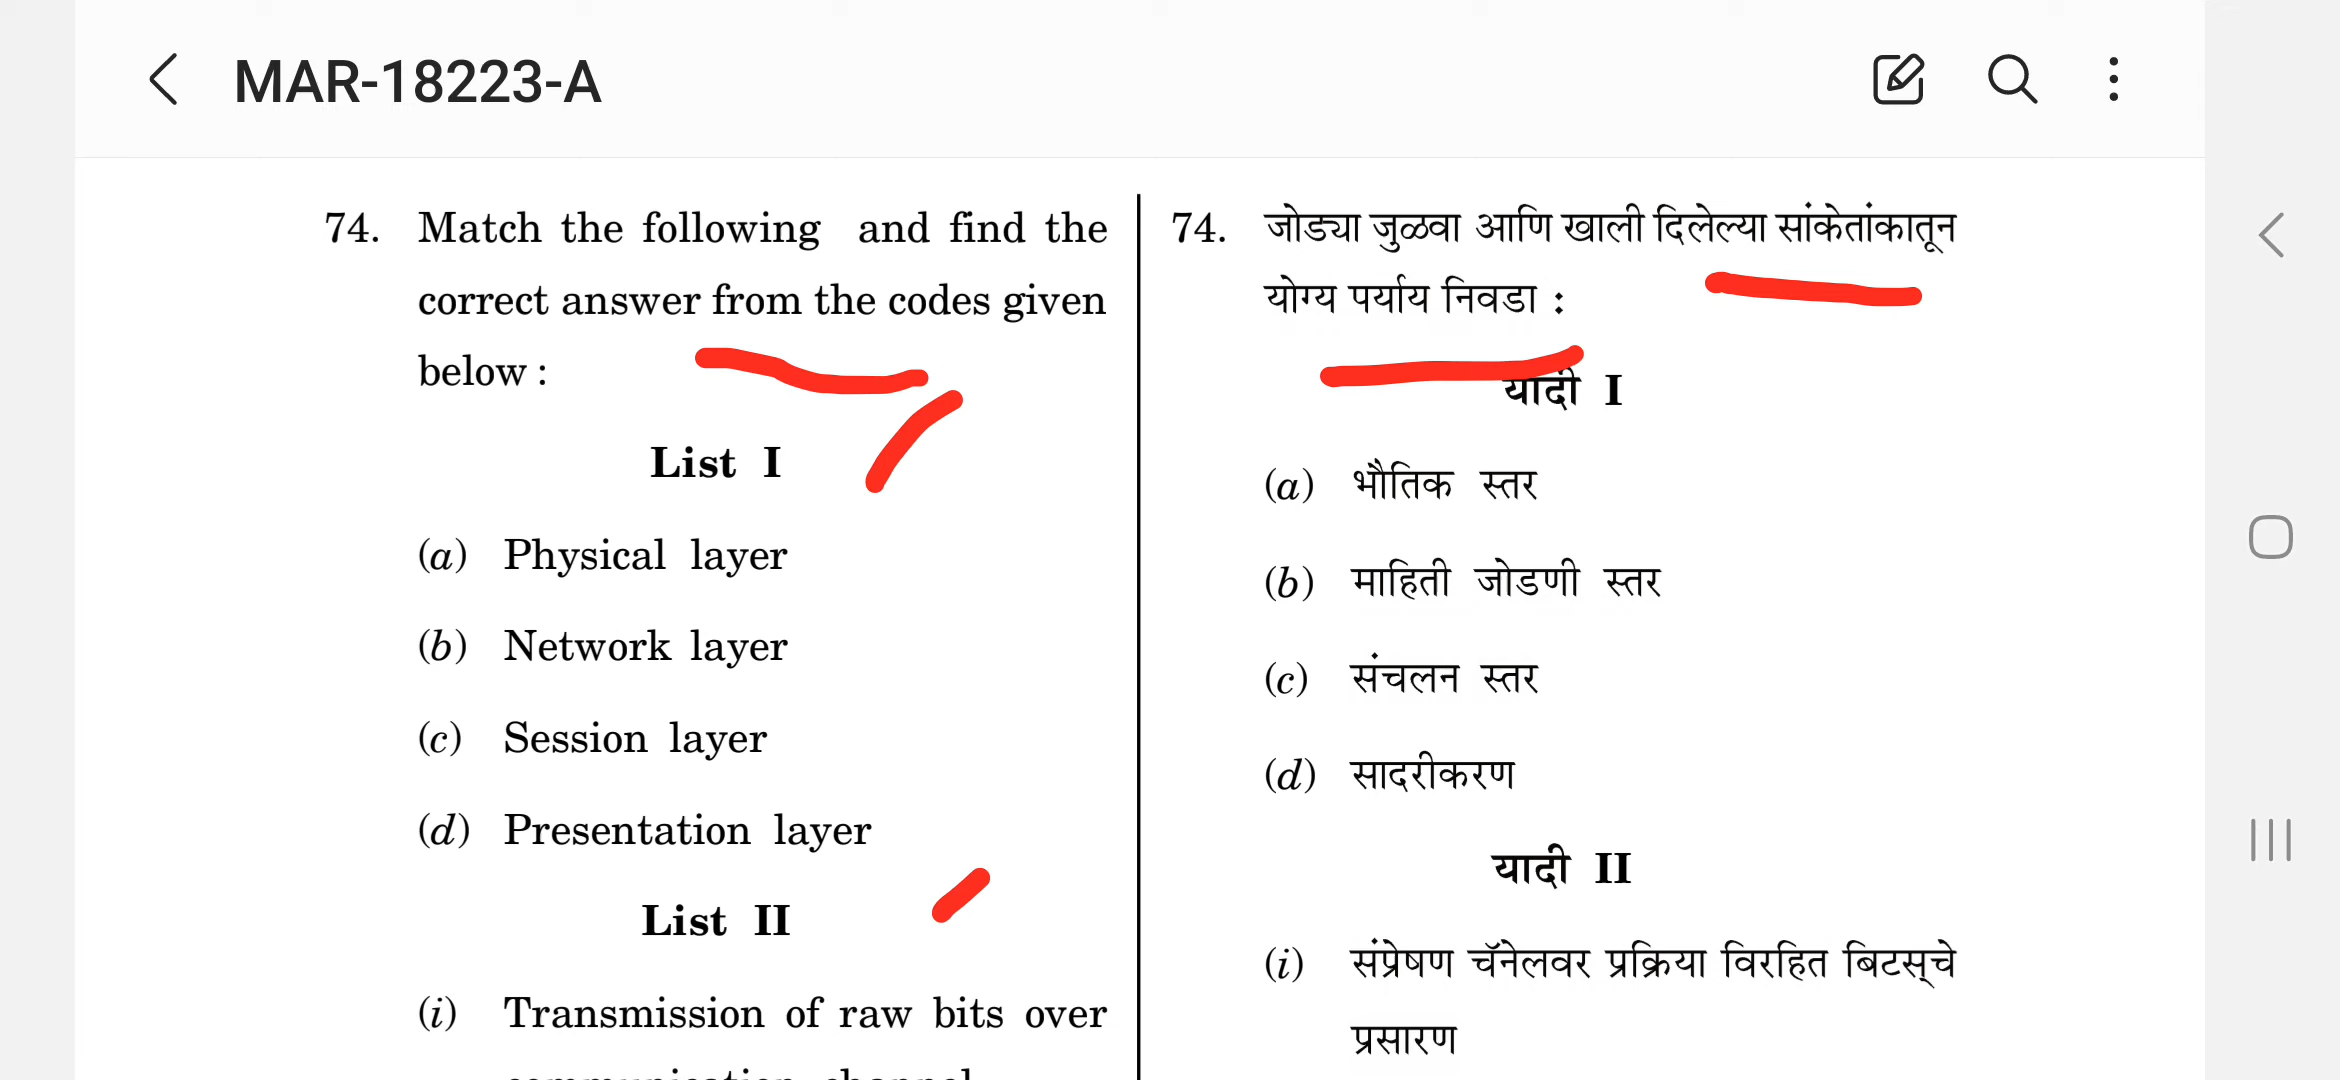 MAR-18223-A
74. Match the following and find the
correct answer from the codes given
below :
List I
(a) Physical layer
(b) Network layer
(c) Session layer
(d) Presentation layer
List II
(i) Transmission of raw bits over
communication channel
74. जोड्या जुळवा आणि खाली दिलेल्या सांकेतांकातून
योग्य पर्याय निवडा :
यादी I
(a) भौतिक स्तर
(b) माहिती जोडणी स्तर
(c) संचलन स्तर
(d) सादरीकरण
यादी II
(i) संप्रेषण चॅनेलवर प्रक्रिया विरहित बिटस्‌चे
प्रसारण